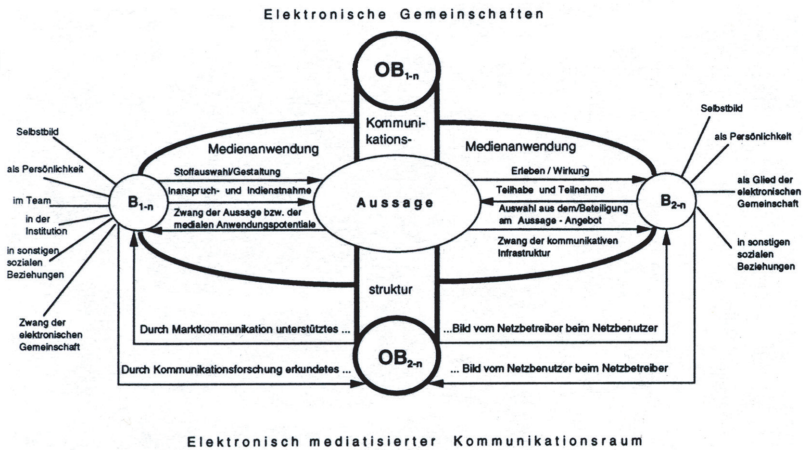 Elektronische Gemeinschaften
OB1-n
Kommuni-
kations-
Medienanwendung
Medienanwendung
Selbstbild
als Persönlichkeit
im Team
in der
Institution
in sonstigen
sozialen
Beziehungen
Zwang der
elektronischen
Gemeinschaft
B1-n
Stoffauswahl/Gestaltung
Inanspruch- und Indienstnahme
Zwang der Aussage bzw. der
medialen Anwendungspotentiale
Aussage
Erleben / Wirkung
Teilhabe und Teilnahme
Auswahl aus dem/Beteiligung
am Aussage - Angebot
Zwang der kommunikativen
Infrastruktur
B2-n
Selbstbild
als Persönlichkeit
als Glied der
elektronischen
Gemeinschaft
in sonstigen
sozialen
Beziehungen
struktur
Durch Marktkommunikation unterstütztes ...
...Bild vom Netzbetreiber beim Netzbenutzer
OB2-n
Durch Kommunikationsforschung erkundetes ...
... Bild vom Netzbenutzer beim Netzbetreiber
Elektronisch mediatisierter Kommunikationsraum